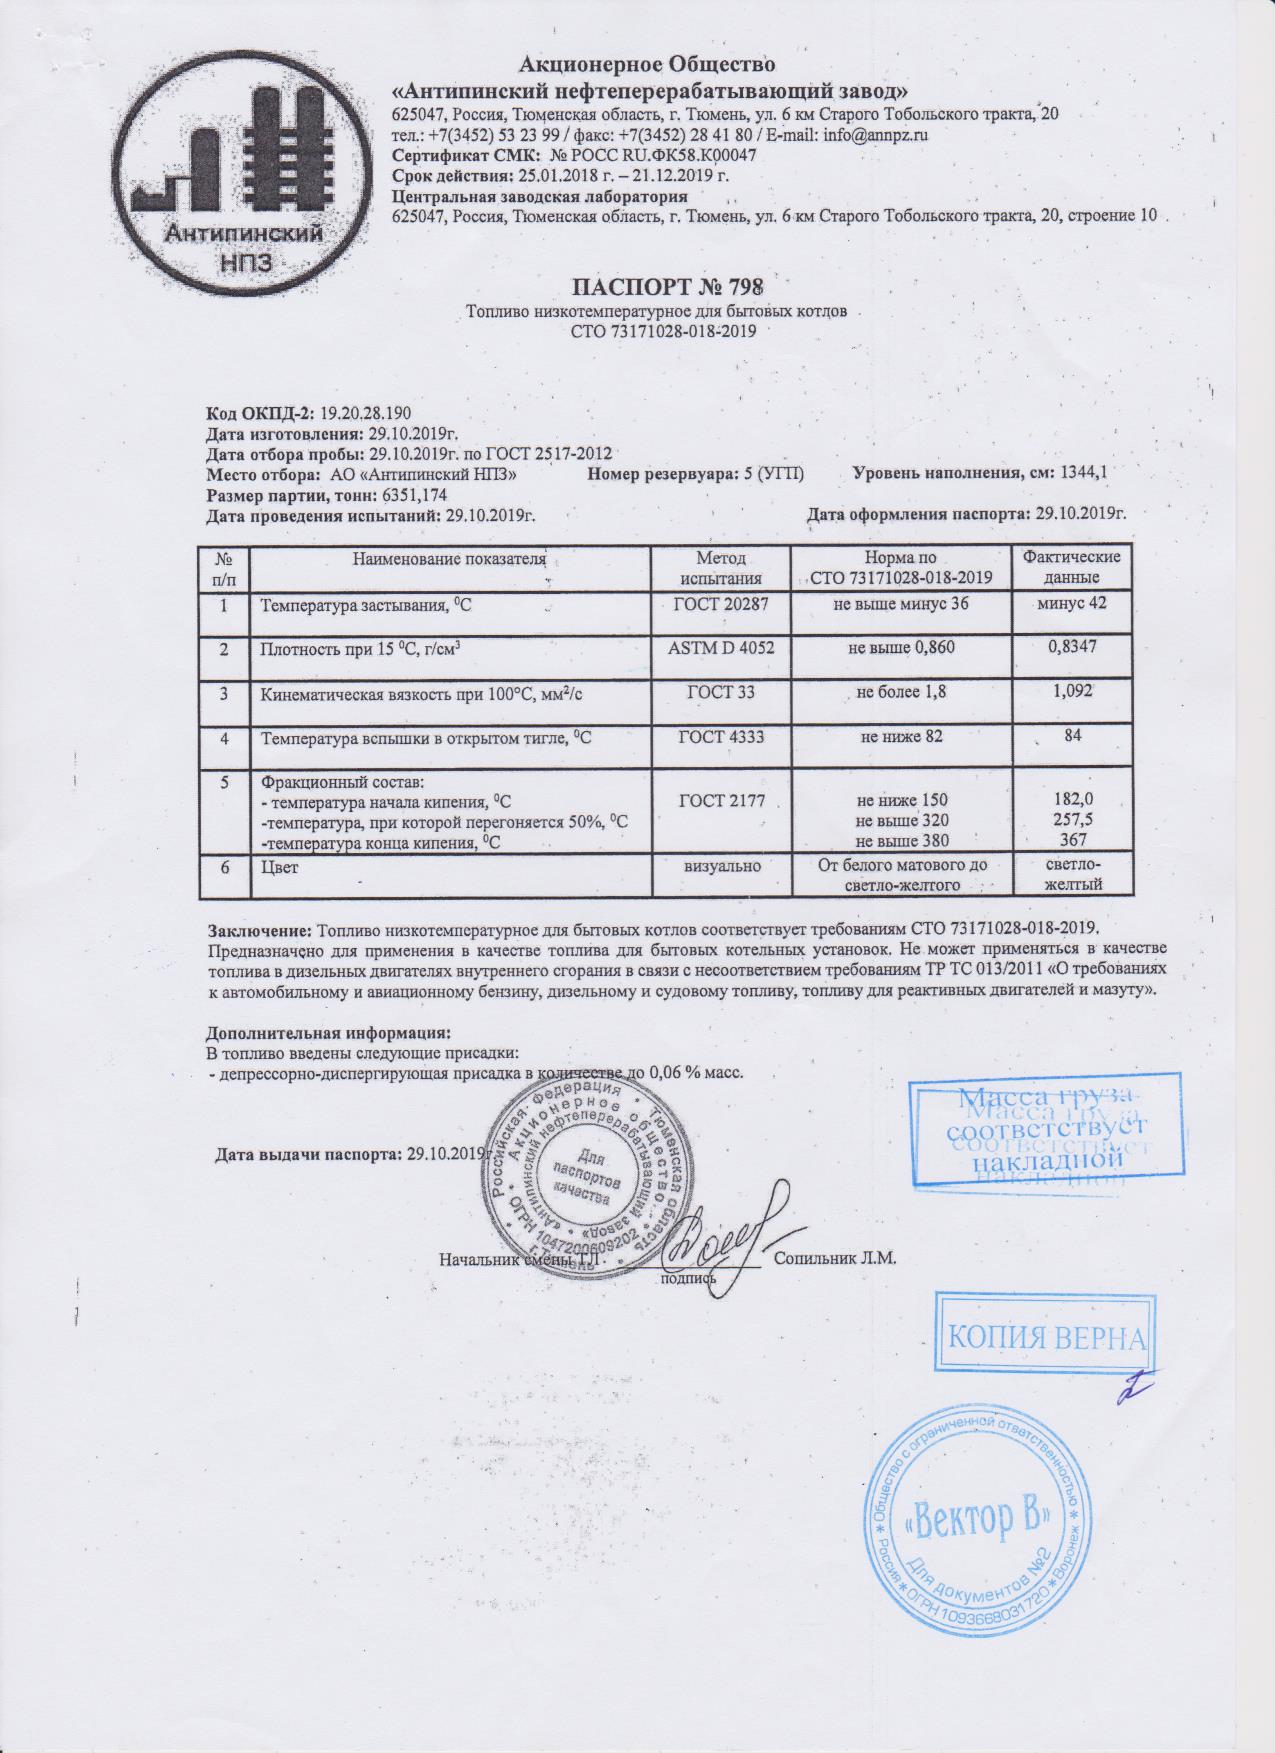 Антипинский
НПЗ
Акционерное Общество
«Антипинский нефтеперерабатывающий завод»
625047, Россия, Тюменская область, г. Тюмень, ул. 6 км Старого Тобольского тракта, 20
тел.: +7(3452) 53 23 99 / факс: +7(3452) 28 41 80 / E-mail: info@annpz.ru
Сертификат СМК: № РОСС RU.ФК58.К00047
Срок действия: 25.01.2018 г. – 21.12.2019 г.
Центральная заводская лаборатория
625047, Россия, Тюменская область, г. Тюмень, ул. 6 км Старого Тобольского тракта, 20, строение 10
ПАСПОРТ № 798
Топливо низкотемпературное для бытовых котлов
СТО 73171028-018-2019
Код ОКПД-2: 19.20.28.190
Дата изготовления: 29.10.2019г.
Дата отбора пробы: 29.10.2019г. по ГОСТ 2517-2012
Место отбора: АО «Антипинский НПЗ» Номер резервуара: 5 (УГП) Уровень наполнения, см: 1344,1
Размер партии, тонн: 6351,174
Дата проведения испытаний: 29.10.2019г. Дата оформления паспорта: 29.10.2019г.
№ п/п Наименование показателя Метод испытания Норма по СТО 73171028-018-2019 Фактические данные
1 Температура застывания, ⁰С ГОСТ 20287 не выше минус 36 минус 42
2 Плотность при 15 ⁰С, г/см³ ASTM D 4052 не выше 0,860 0,8347
3 Кинематическая вязкость при 100°С, мм²/с ГОСТ 33 не более 1,8 1,092
4 Температура вспышки в открытом тигле, ⁰С ГОСТ 4333 не ниже 82 84
5 Фракционный состав:
- температура начала кипения, ⁰С ГОСТ 2177 не ниже 150 182,0
-температура, при которой перегоняется 50%, ⁰С не выше 320 257,5
-температура конца кипения, ⁰С не выше 380 367
6 Цвет визуально От белого матового до светло-желтого светло-желтый
Заключение: Топливо низкотемпературное для бытовых котлов соответствует требованиям СТО 73171028-018-2019.
Предназначено для применения в качестве топлива для бытовых котельных установок. Не может применяться в качестве
топлива в дизельных двигателях внутреннего сгорания в связи с несоответствием требованиям ТР ТС 013/2011 «О требованиях
к автомобильному и авиационному бензину, дизельному и судовому топливу, топливу для реактивных двигателей и мазуту».
Дополнительная информация:
В топливо введены следующие присадки:
- депрессорно-диспергирующая присадка в количестве до 0,06 % масс.
Масса груза
соответствует
накладной
Дата выдачи паспорта: 29.10.2019г.
Российская Федерация • Тюменская область • г. Тюмень
Акционерное общество • ОГРН 1047200609202
«Антипинский нефтеперерабатывающий завод»
Для
паспортов
качества
Начальник смены ТЛ Сопильник Л.М.
подпись
КОПИЯ ВЕРНА
Общество с ограниченной ответственностью
«Вектор В»
Для документов №2
Россия * ОГРН 1093668031720 * Воронеж